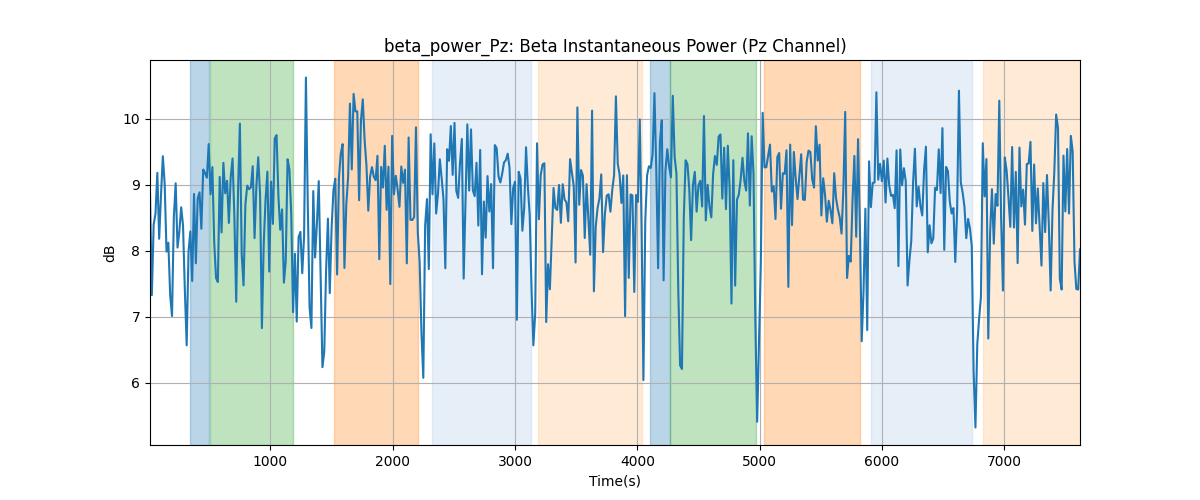 beta_power_Pz: Beta Instantaneous Power (Pz Channel)
dB
10
9
8
7
6
1000 2000 3000 4000 5000 6000 7000
Time(s)